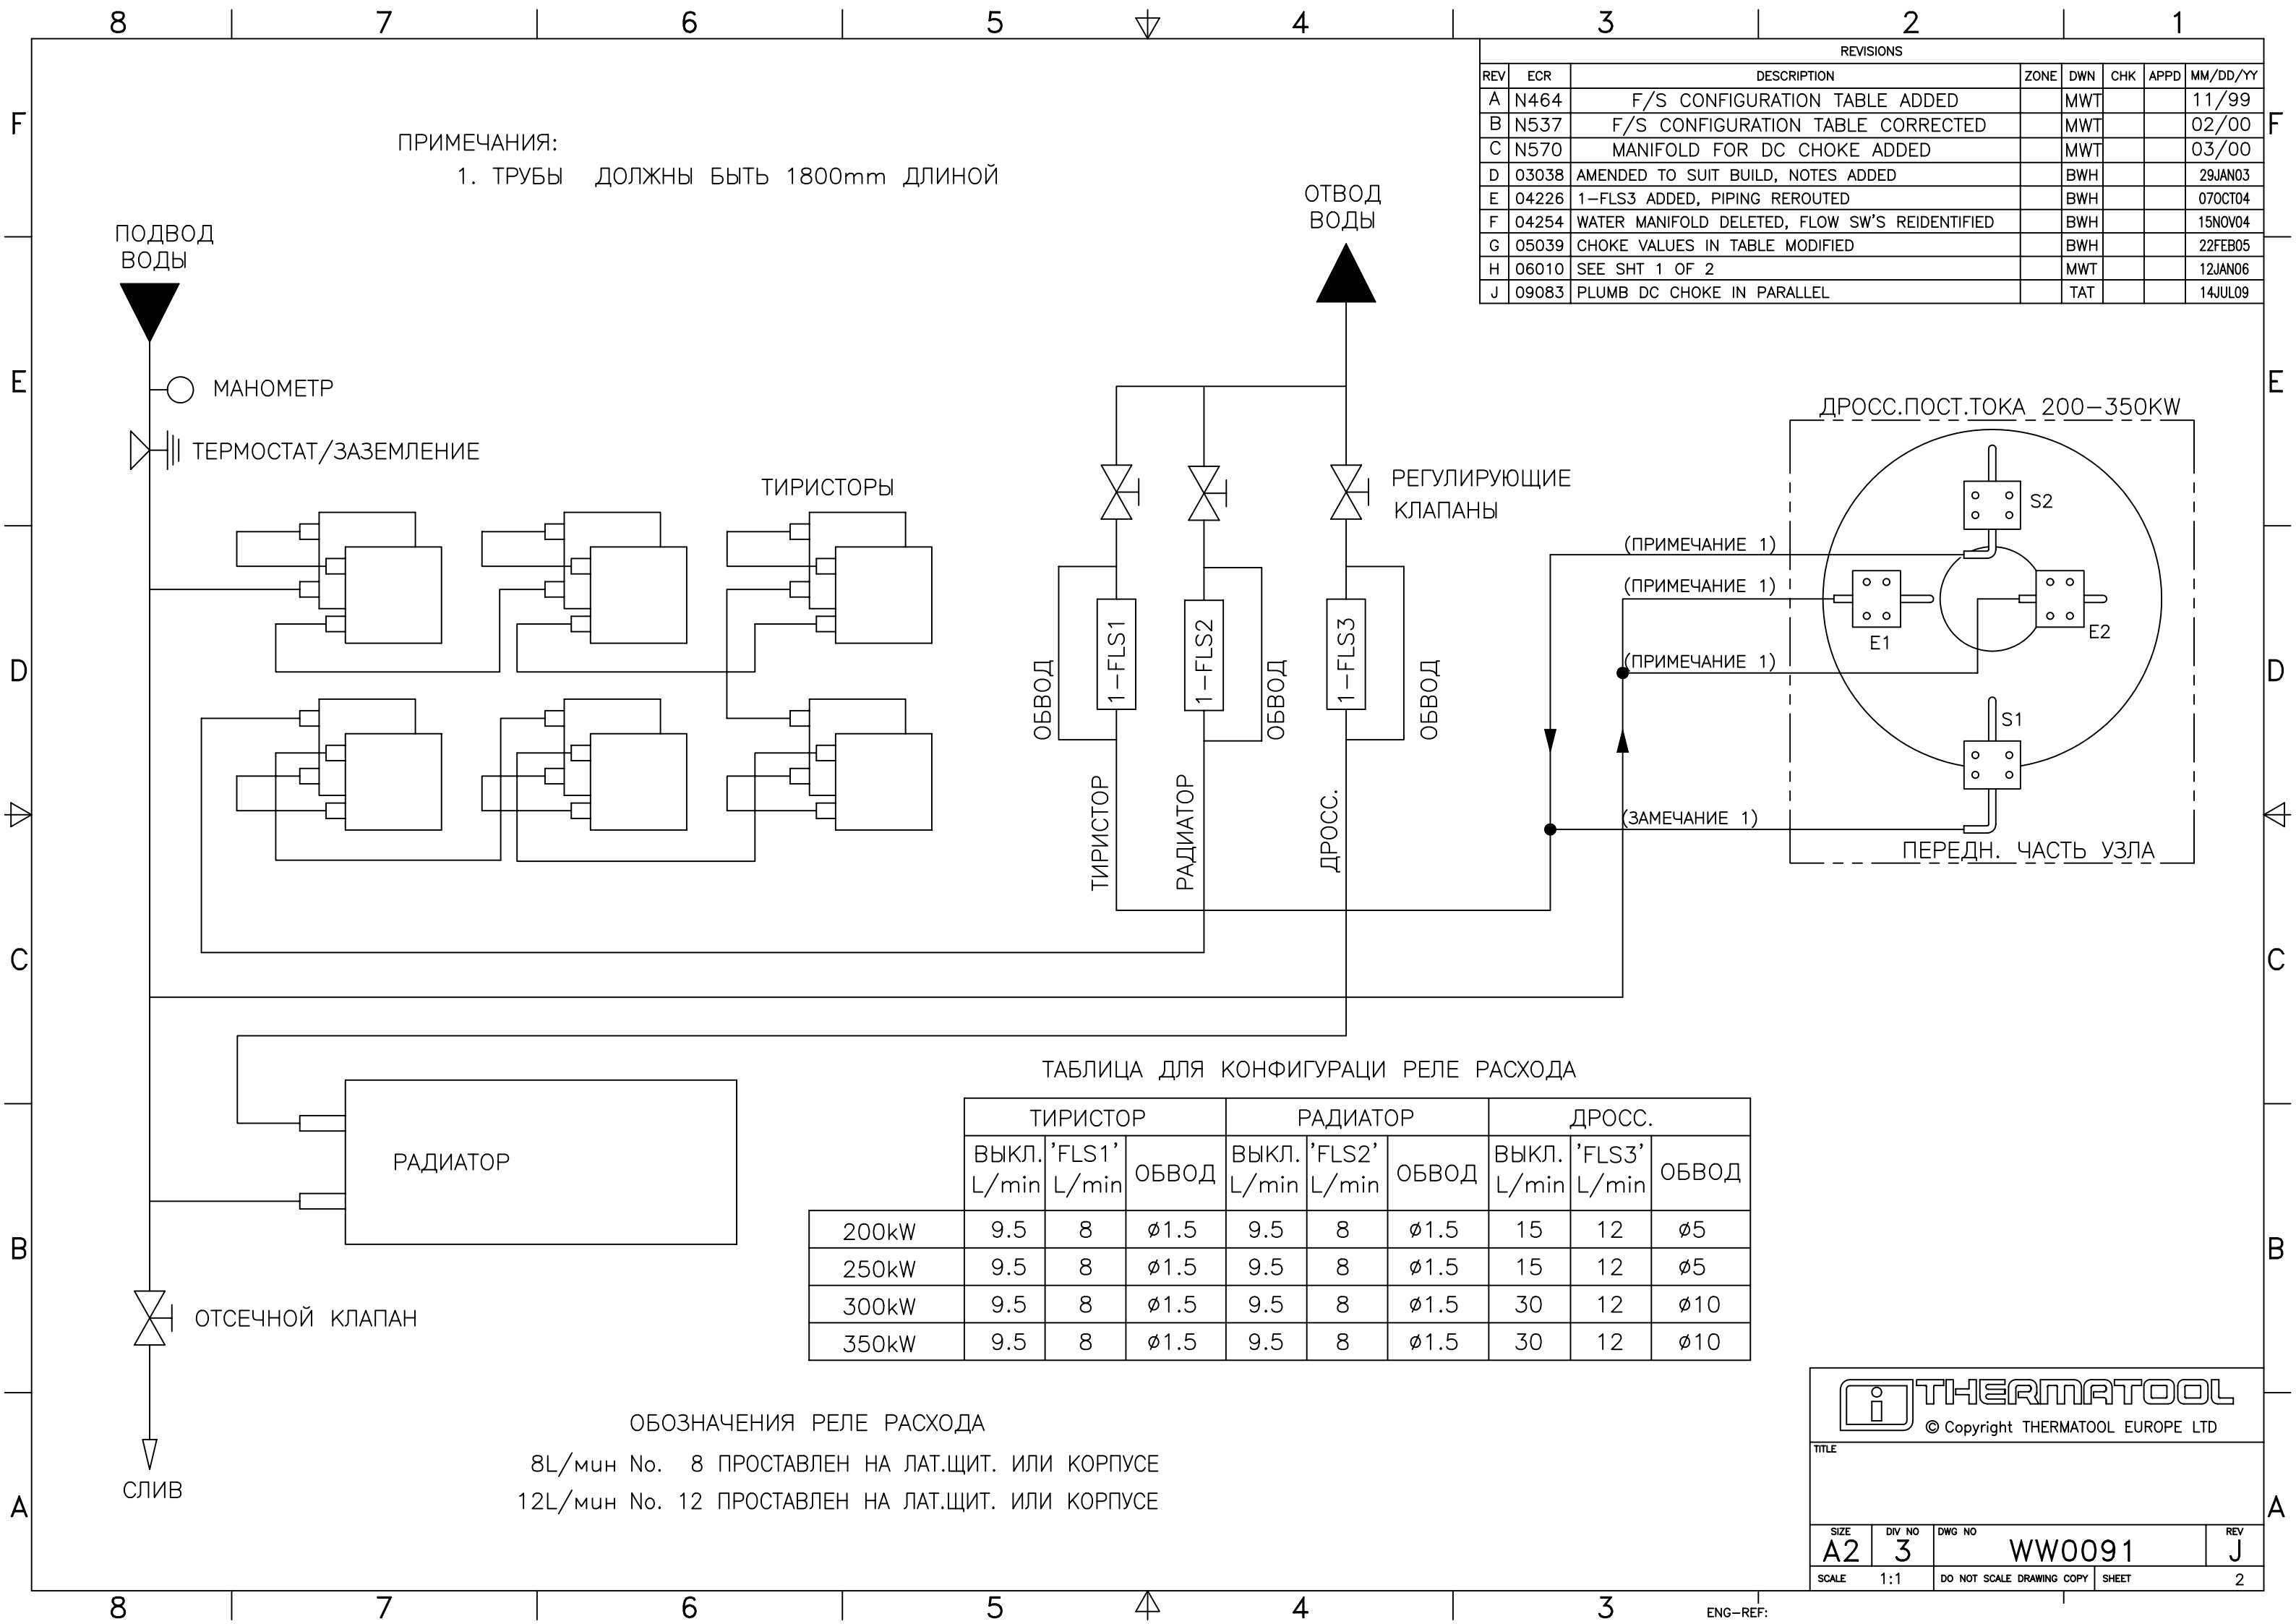 8 7 6 5 4 3 2 1
REVISIONS
REV ECR DESCRIPTION ZONE DWN CHK APPD MM/DD/YY
A N464 F/S CONFIGURATION TABLE ADDED MWT 11/99
B N537 F/S CONFIGURATION TABLE CORRECTED MWT 02/00
C N570 MANIFOLD FOR DC CHOKE ADDED MWT 03/00
D 03038 AMENDED TO SUIT BUILD, NOTES ADDED BWH 29JAN03
E 04226 1-FLS3 ADDED, PIPING REROUTED BWH 07OCT04
F 04254 WATER MANIFOLD DELETED, FLOW SW'S REIDENTIFIED BWH 15NOV04
G 05039 CHOKE VALUES IN TABLE MODIFIED BWH 22FEB05
H 06010 SEE SHT 1 OF 2 MWT 12JAN06
J 09083 PLUMB DC CHOKE IN PARALLEL TAT 14JUL09
F F
ПРИМЕЧАНИЯ:
1. ТРУБЫ ДОЛЖНЫ БЫТЬ 1800mm ДЛИНОЙ
ПОДВОД
ВОДЫ
ОТВОД
ВОДЫ
E E
МАНОМЕТР
ТЕРМОСТАТ/ЗАЗЕМЛЕНИЕ
ТИРИСТОРЫ
РЕГУЛИРУЮЩИЕ
КЛАПАНЫ
ДРОСС.ПОСТ.ТОКА 200-350KW
S2
(ПРИМЕЧАНИЕ 1)
(ПРИМЕЧАНИЕ 1)
E1
E2
(ПРИМЕЧАНИЕ 1)
S1
(ЗАМЕЧАНИЕ 1)
ПЕРЕДН. ЧАСТЬ УЗЛА
D D
ОБВОД
1-FLS1
1-FLS2
ОБВОД
1-FLS3
ОБВОД
ТИРИСТОР
РАДИАТОР
ДРОСС.
C C
РАДИАТОР
ТАБЛИЦА ДЛЯ КОНФИГУРАЦИ РЕЛЕ РАСХОДА
ТИРИСТОР РАДИАТОР ДРОСС.
ВЫКЛ. 'FLS1' ОБВОД ВЫКЛ. 'FLS2' ОБВОД ВЫКЛ. 'FLS3' ОБВОД
L/min L/min L/min L/min L/min L/min
200kW 9.5 8 ø1.5 9.5 8 ø1.5 15 12 ø5
250kW 9.5 8 ø1.5 9.5 8 ø1.5 15 12 ø5
300kW 9.5 8 ø1.5 9.5 8 ø1.5 30 12 ø10
350kW 9.5 8 ø1.5 9.5 8 ø1.5 30 12 ø10
B B
ОТСЕЧНОЙ КЛАПАН
СЛИВ
ОБОЗНАЧЕНИЯ РЕЛЕ РАСХОДА
8L/мин No. 8 ПРОСТАВЛЕН НА ЛАТ.ЩИТ. ИЛИ КОРПУСЕ
12L/мин No. 12 ПРОСТАВЛЕН НА ЛАТ.ЩИТ. ИЛИ КОРПУСЕ
A A
THERMATOOL
© Copyright THERMATOOL EUROPE LTD
TITLE
SIZE DIV NO DWG NO REV
A2 3 WW0091 J
SCALE 1:1 DO NOT SCALE DRAWING COPY SHEET 2
8 7 6 5 4 3
ENG-REF: